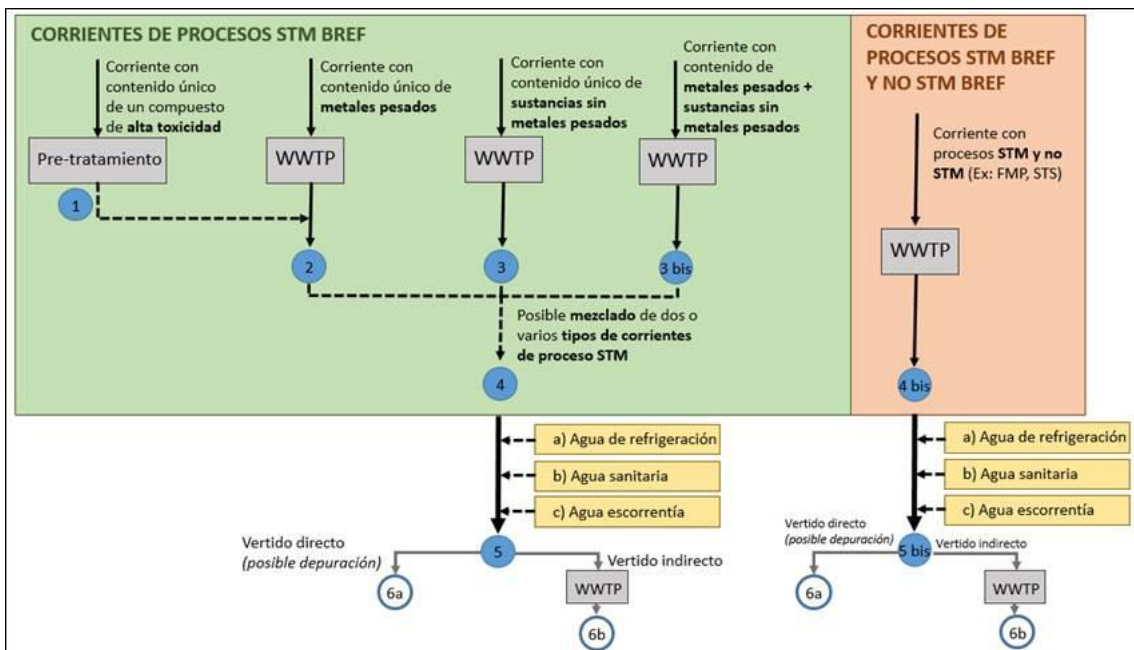 CORRIENTES DE PROCESOS STM BREF
Corriente con
contenido único
de un compuesto
de alta toxicidad
Pre-tratamiento
1
Corriente con
contenido único de
metales pesados
WWTP
2
Corriente con
contenido único de
sustancias sin
metales pesados
WWTP
3
Corriente con
contenido de
metales pesados +
sustancias sin
metales pesados
WWTP
3 bis
Posible mezclado de dos o
varios tipos de corrientes
de proceso STM
4
CORRIENTES DE
PROCESOS STM BREF
Y NO STM BREF
Corriente con
procesos STM y no
STM (Ex: FMP, STS)
WWTP
4 bis
a) Agua de refrigeración
b) Agua sanitaria
c) Agua escorrentía
5
Vertido directo
(posible depuración)
6a
Vertido indirecto
WWTP
6b
a) Agua de refrigeración
b) Agua sanitaria
c) Agua escorrentía
5 bis
Vertido directo
(posible depuración)
6a
Vertido indirecto
WWTP
6b